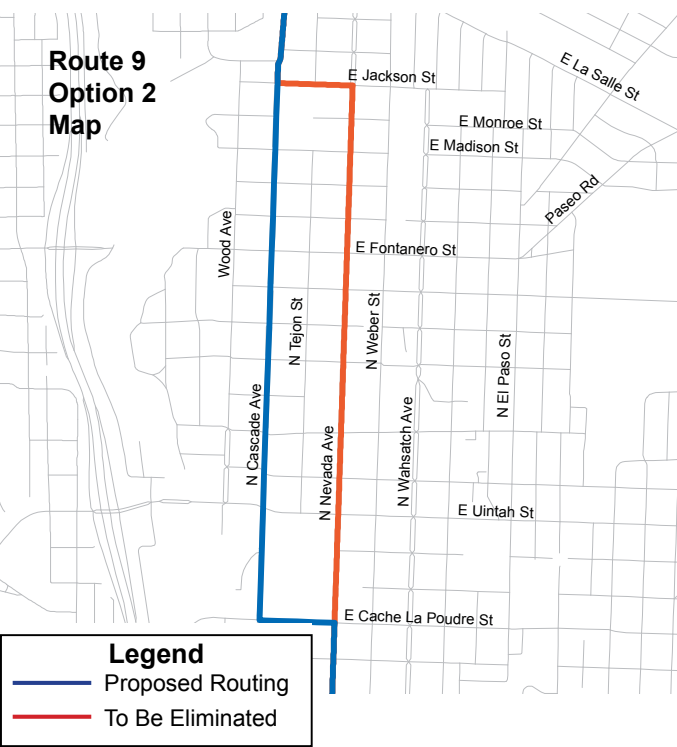 Route 9
Option 2
Map
E Jackson St
E La Salle St
E Monroe St
E Madison St
Paseo Rd
Wood Ave
E Fontanero St
N Tejon St
N Weber St
N El Paso St
N Cascade Ave
N Nevada Ave
N Wahsatch Ave
E Uintah St
E Cache La Poudre St
Legend
Proposed Routing
To Be Eliminated